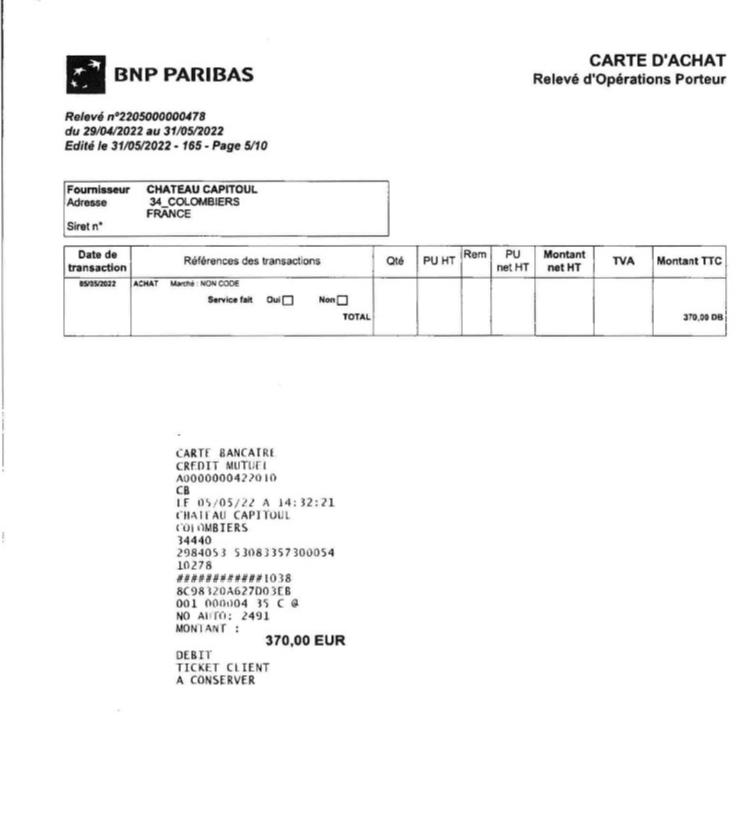 BNP PARIBAS
CARTE D'ACHAT
Relevé d'Opérations Porteur
Relevé n°2205000000478
du 29/04/2022 au 31/05/2022
Edité le 31/05/2022 - 165 - Page 5/10
Fournisseur CHATEAU CAPITOUL
Adresse 34_COLOMBIERS
FRANCE
Siret n°
Date de transaction Références des transactions Qté PU HT Rem PU net HT Montant net HT TVA Montant TTC
05/05/2022 ACHAT Marché : NON CODE
Service fait Oui Non
TOTAL 370,00 DB
CARTE BANCAIRE
CREDIT MUTUEL
A0000000422010
CB
LE 05/05/22 A 14:32:21
CHATEAU CAPITOUL
COLOMBIERS
34440
2984053 53083357300054
10278
############1038
8C98320A627D03EB
001 000004 35 C @
NO AUTO: 2491
MONTANT :
370,00 EUR
DEBIT
TICKET CLIENT
A CONSERVER